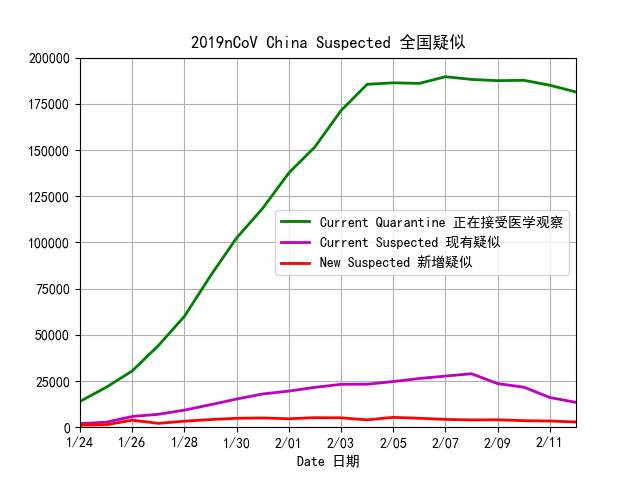 2019nCoV China Suspected 全国疑似
200000
175000
150000
125000
100000
75000
50000
25000
0
Current Quarantine 正在接受医学观察
Current Suspected 现有疑似
New Suspected 新增疑似
1/24 1/26 1/28 1/30 2/01 2/03 2/05 2/07 2/09 2/11
Date 日期